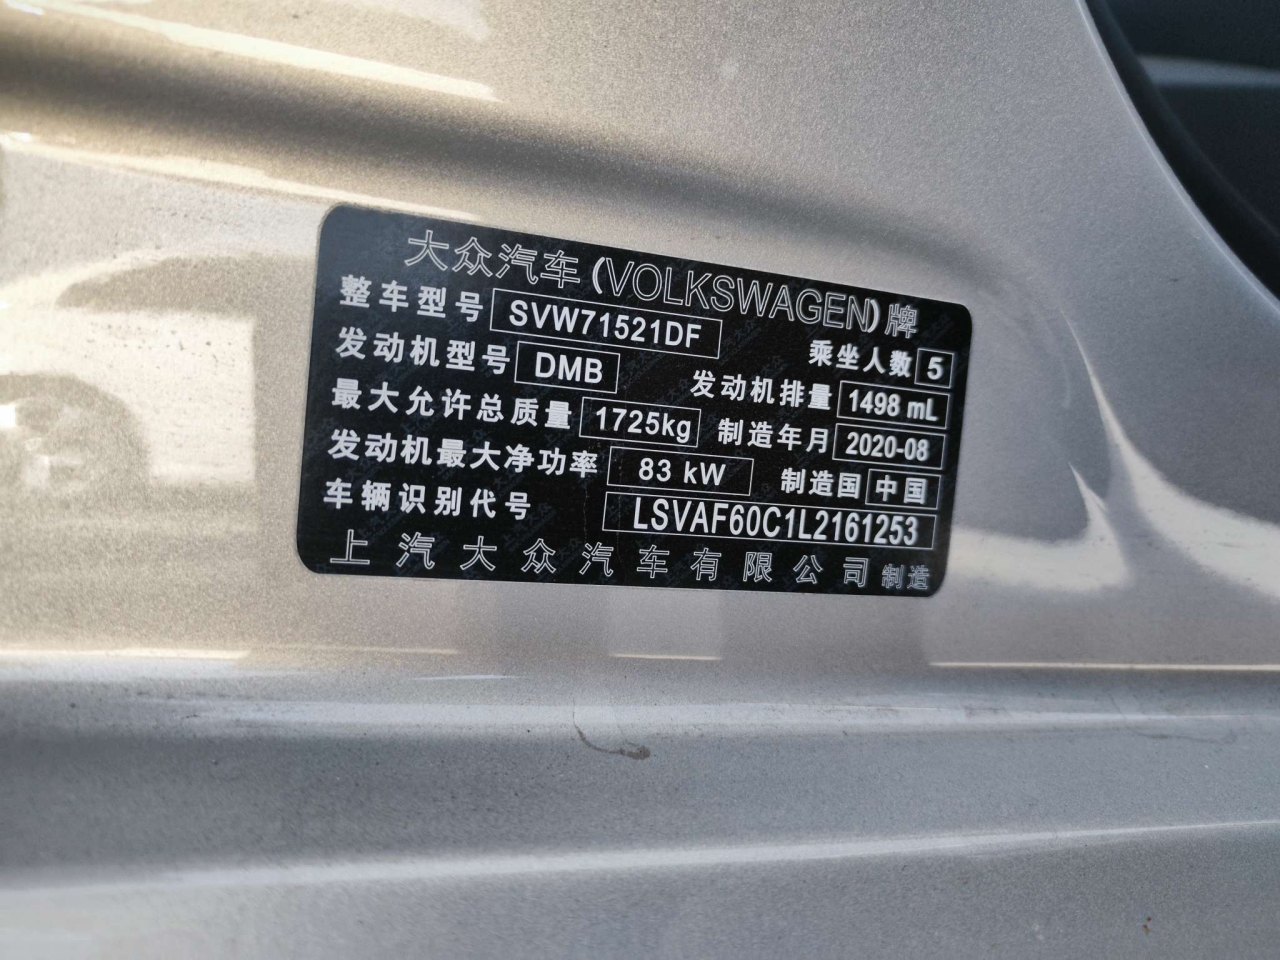 大众汽车(VOLKSWAGEN)牌
整车型号 SVW71521DF 乘坐人数 5
发动机型号 DMB 发动机排量 1498 mL
最大允许总质量 1725kg 制造年月 2020-08
发动机最大净功率 83 kW 制造国 中国
车辆识别代号 LSVAF60C1L2161253
上汽大众汽车有限公司 制造